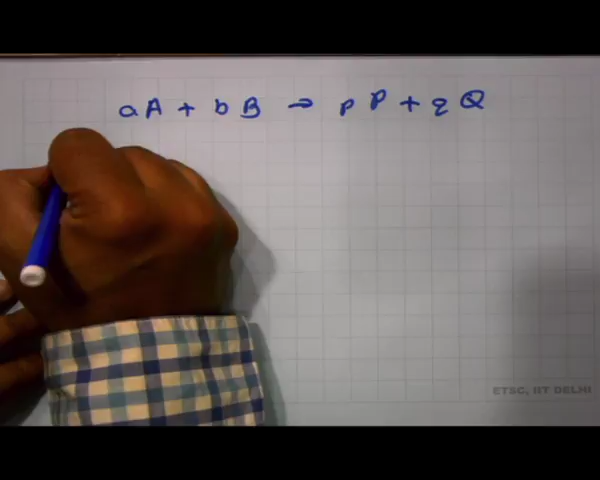 aA + bB → pP + qQ
ETSC, IIT DELHI